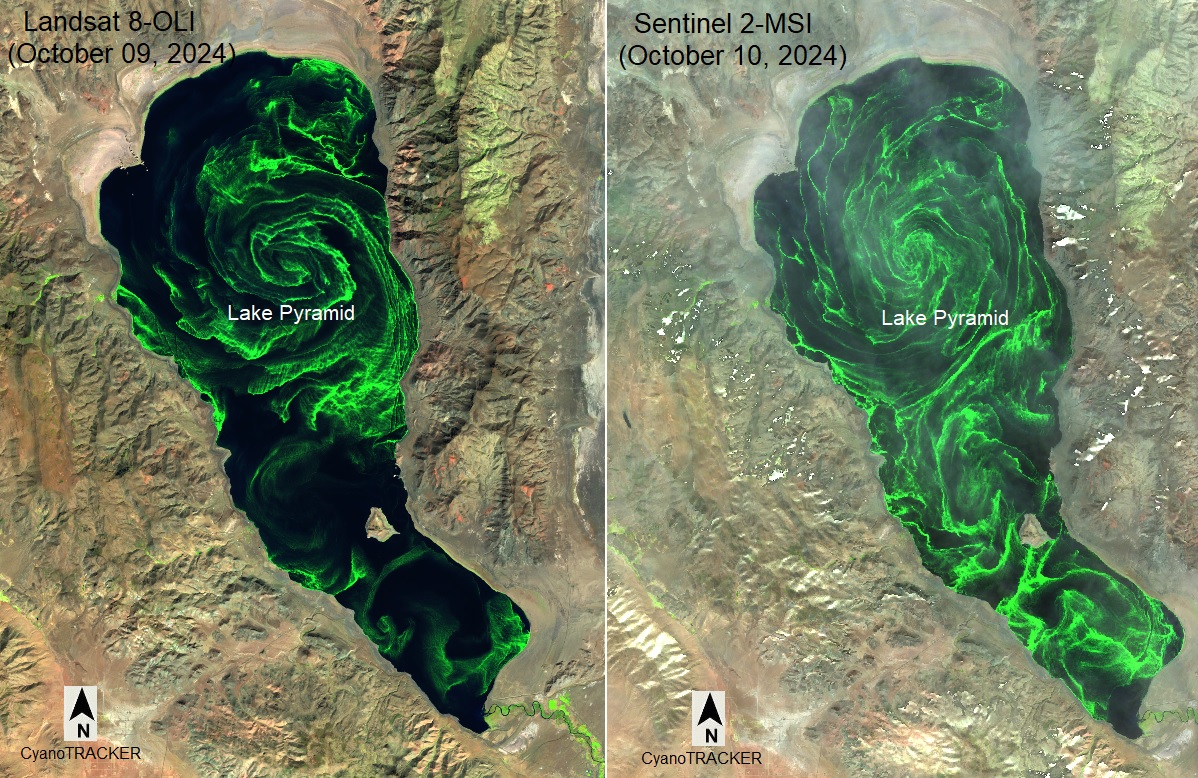 Landsat 8-OLI
(October 09, 2024)
Lake Pyramid
N
CyanoTRACKER
Sentinel 2-MSI
(October 10, 2024)
Lake Pyramid
N
CyanoTRACKER